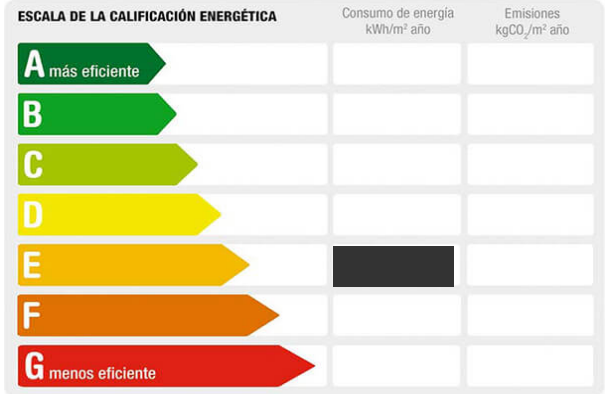 ESCALA DE LA CALIFICACIÓN ENERGÉTICA
Consumo de energía
kWh/m² año
Emisiones
kgCO₂/m² año
A más eficiente
B
C
D
E
F
G menos eficiente